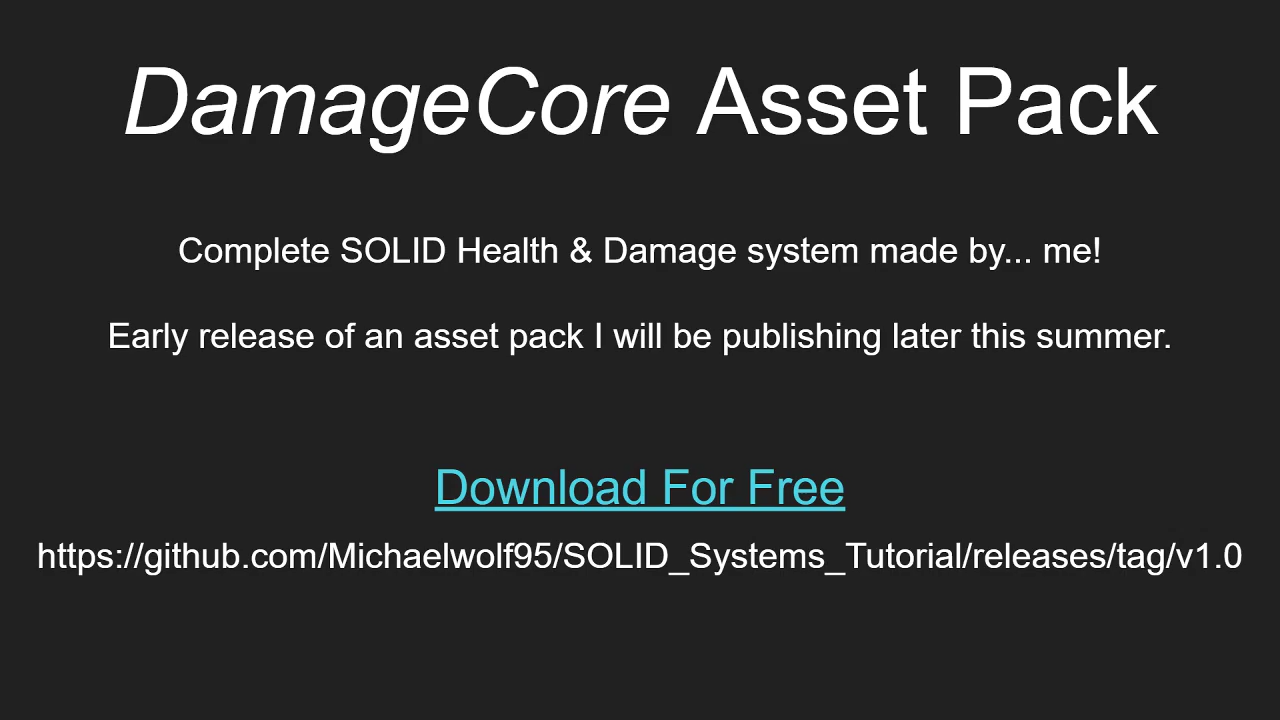 DamageCore Asset Pack
Complete SOLID Health & Damage system made by... me!
Early release of an asset pack I will be publishing later this summer.
Download For Free
https://github.com/Michaelwolf95/SOLID_Systems_Tutorial/releases/tag/v1.0